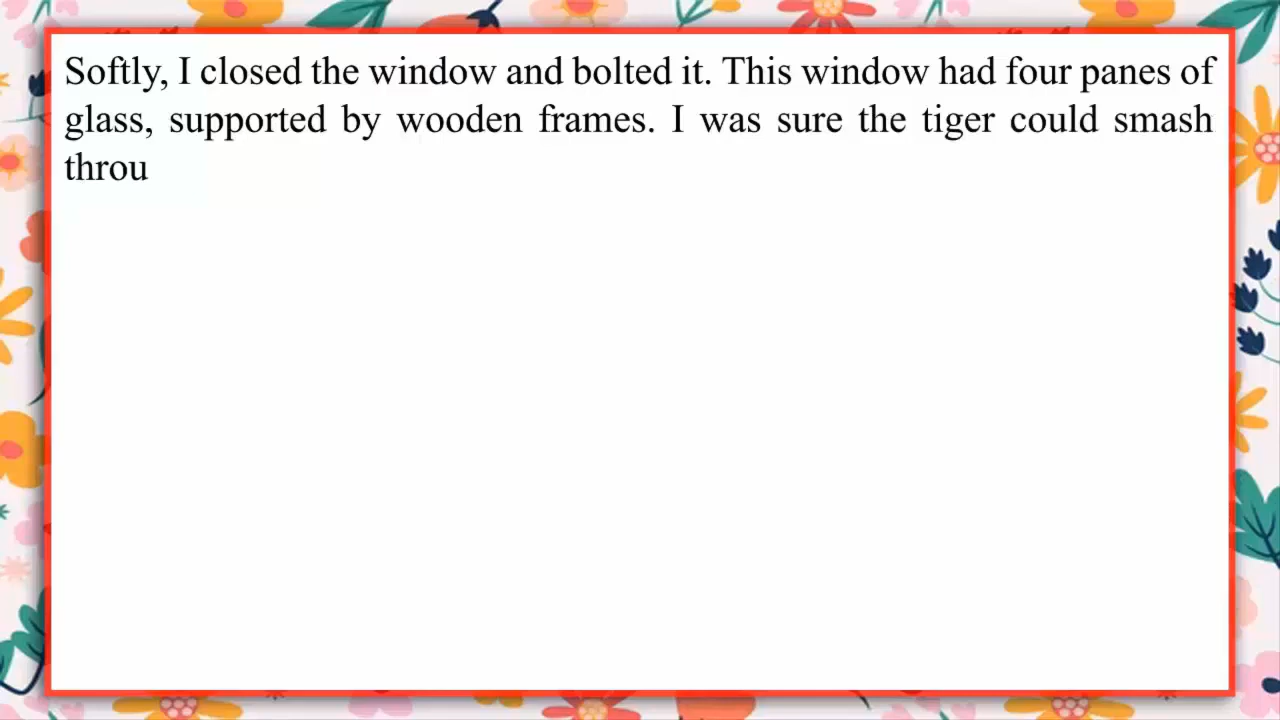 Softly, I closed the window and bolted it. This window had four panes of
glass, supported by wooden frames. I was sure the tiger could smash
throu